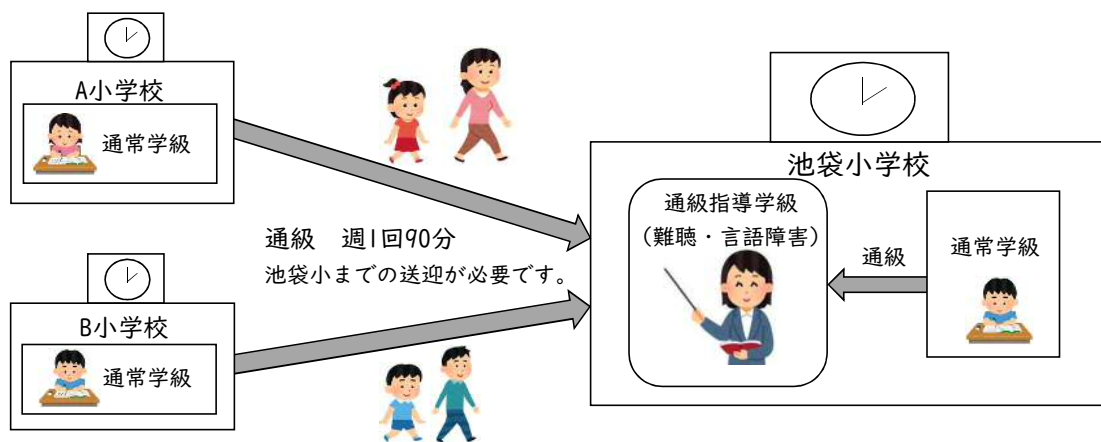 A小学校
通常学級
通級 週1回90分
池袋小までの送迎が必要です。
B小学校
通常学級
池袋小学校
通級指導学級
(難聴・言語障害)
通級
通常学級